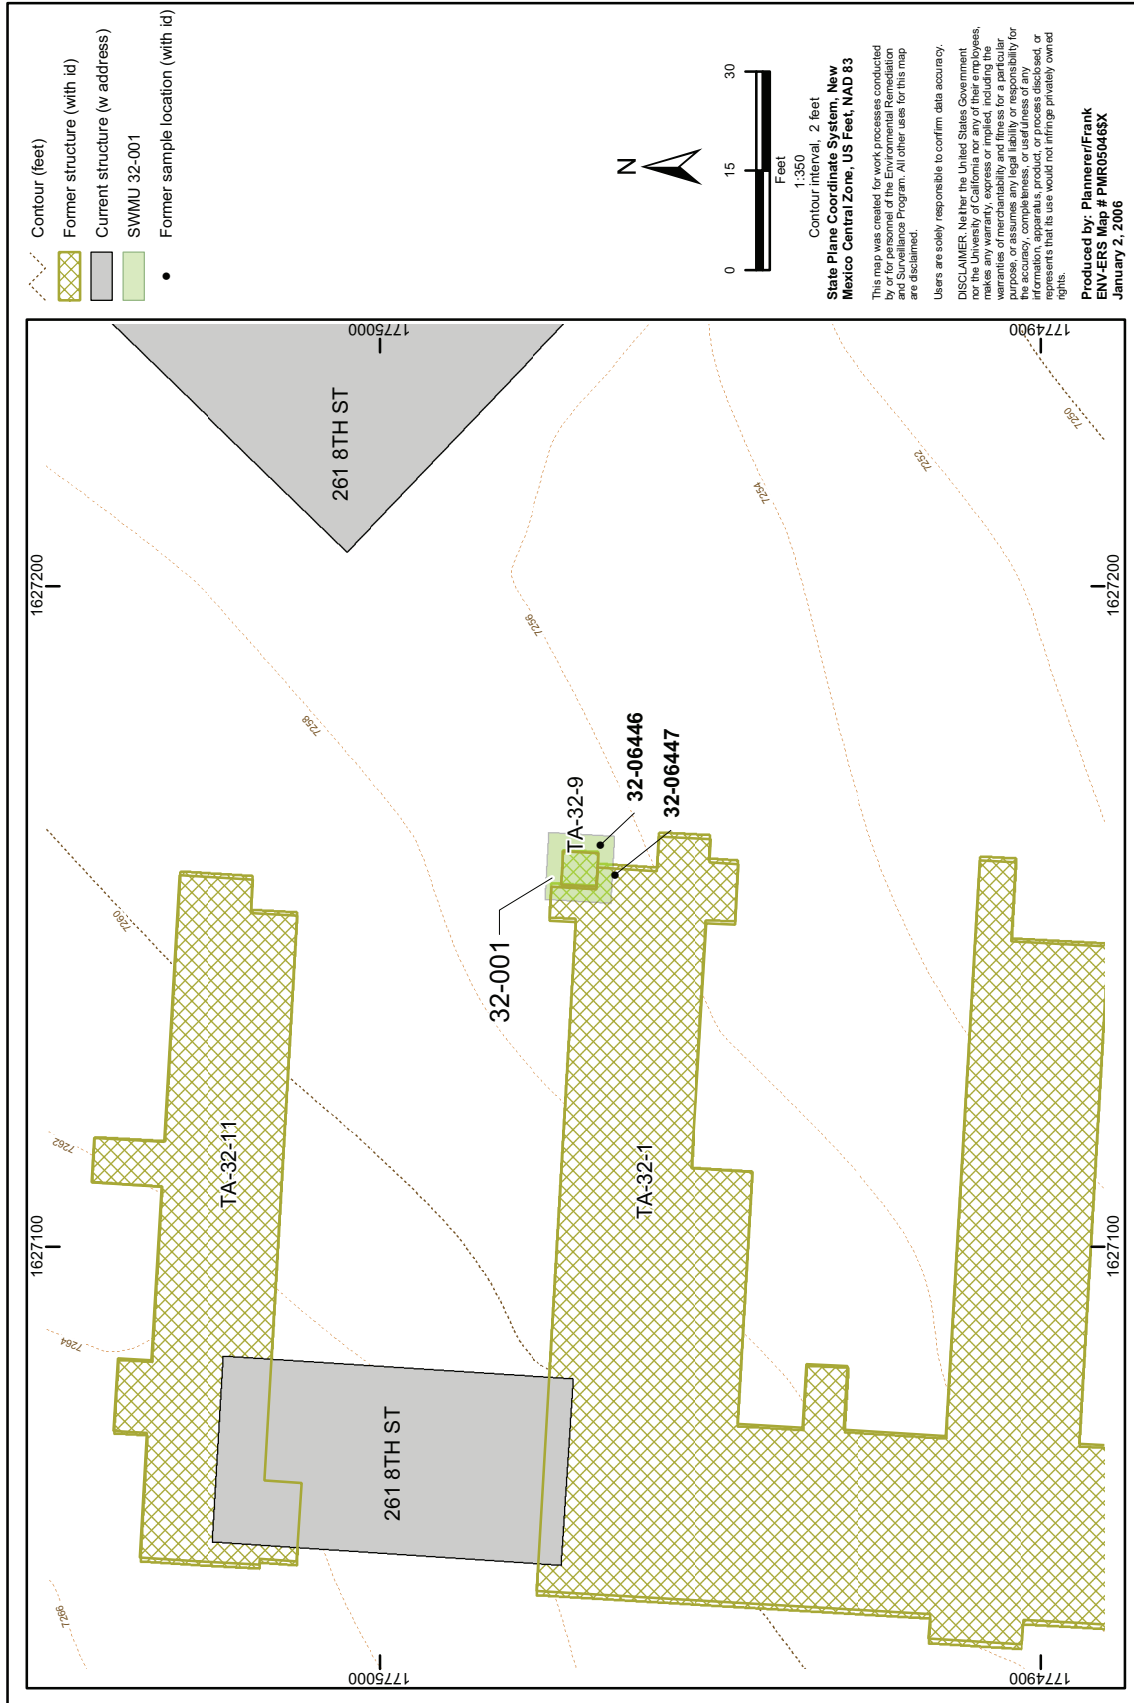 1627100
1627200
1775000
1775000
1774900
1774900
1627100
1627200
7266
7264
7262
7260
7258
7256
7254
7252
7250
TA-32-11
261 8TH ST
261 8TH ST
32-001
TA-32-9
32-06446
32-06447
TA-32-1
Contour (feet)
Former structure (with id)
Current structure (w address)
SWMU 32-001
Former sample location (with id)
N
0 15 30
Feet
1:350
Contour interval, 2 feet
State Plane Coordinate System, New
Mexico Central Zone, US Feet, NAD 83
This map was created for work processes conducted
by or for personnel of the Environmental Remediation
and Surveillance Program. All other uses for this map
are disclaimed.
Users are solely responsible to confirm data accuracy.
DISCLAIMER: Neither the United States Government
nor the University of California nor any of their employees,
makes any warranty, express or implied, including the
warranties of merchantability and fitness for a particular
purpose, or assumes any legal liability or responsibility for
the accuracy, completeness, or usefulness of any
information, apparatus, product, or process disclosed, or
represents that its use would not infringe privately owned
rights.
Produced by: Plannerer/Frank
ENV-ERS Map # PMR05046$X
January 2, 2006